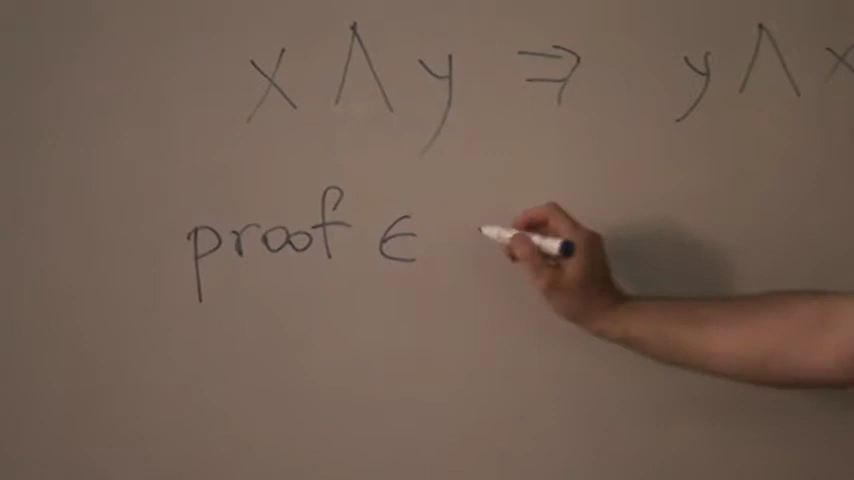 x ∧ y ⇒ y ∧ x
proof ∈